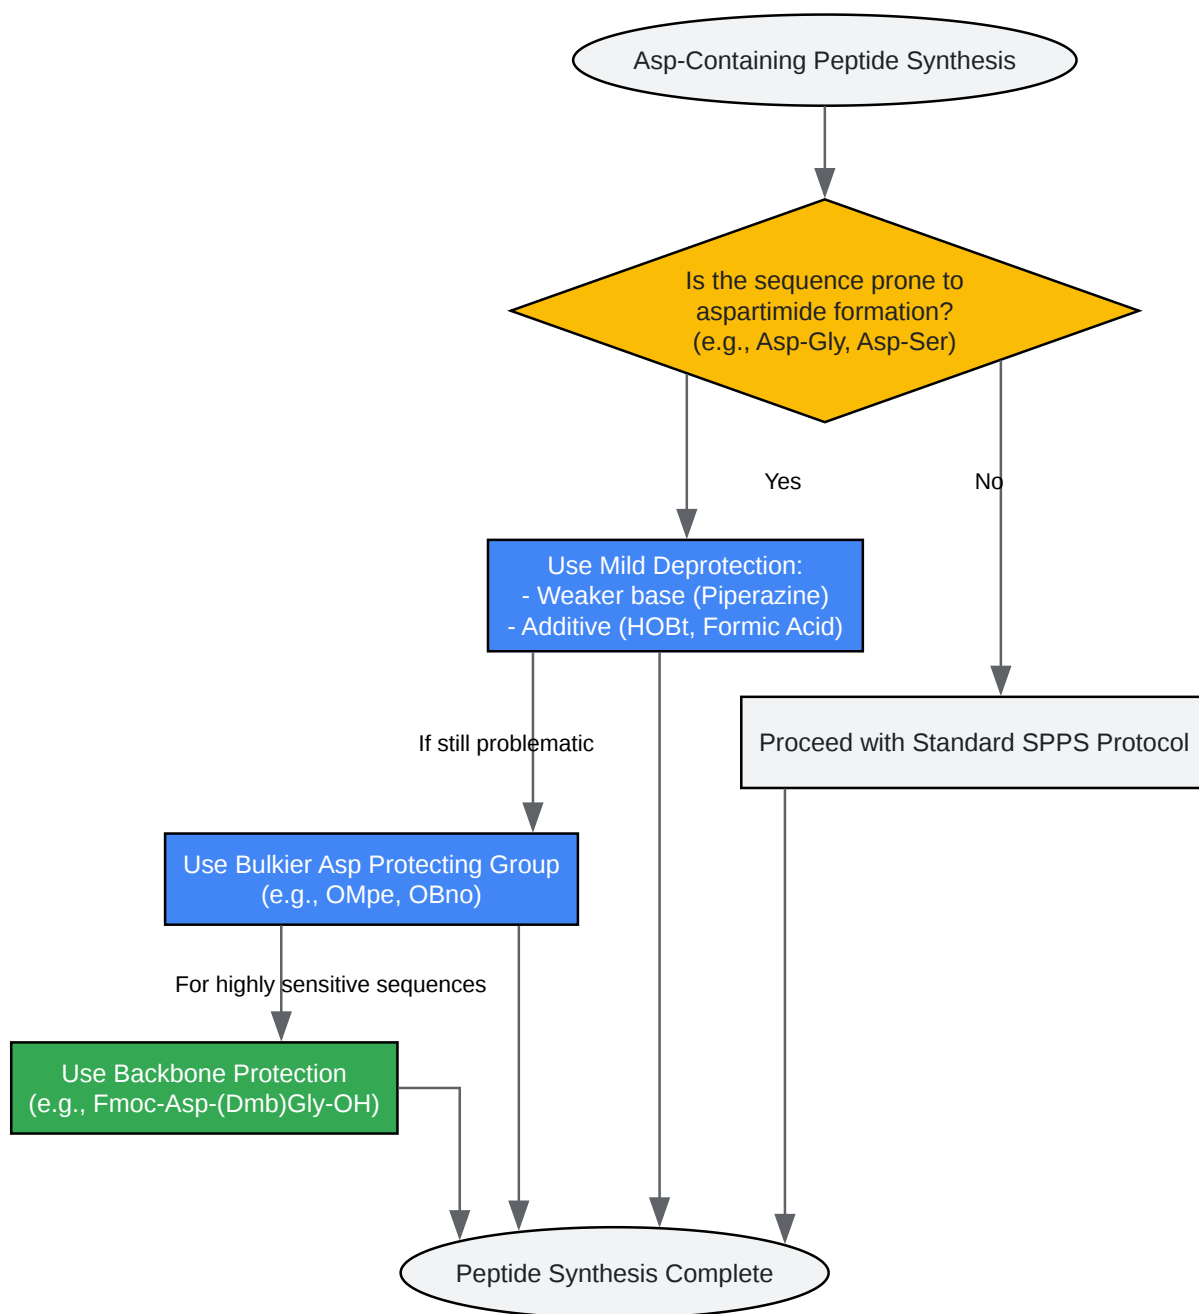 Asp-Containing Peptide Synthesis
Is the sequence prone to
aspartimide formation?
(e.g., Asp-Gly, Asp-Ser)
Yes
No
Use Mild Deprotection:
- Weaker base (Piperazine)
- Additive (HOBt, Formic Acid)
If still problematic
Proceed with Standard SPPS Protocol
Use Bulkier Asp Protecting Group
(e.g., OMpe, OBno)
For highly sensitive sequences
Use Backbone Protection
(e.g., Fmoc-Asp-(Dmb)Gly-OH)
Peptide Synthesis Complete